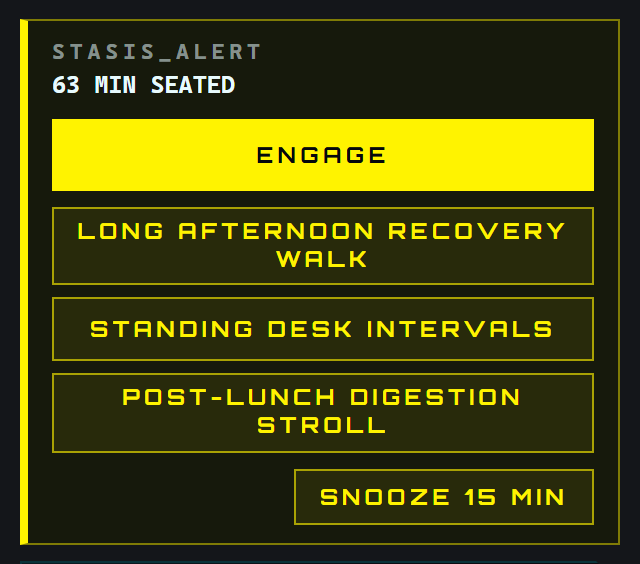 STASIS_ALERT
63 MIN SEATED
ENGAGE
LONG AFTERNOON RECOVERY
WALK
STANDING DESK INTERVALS
POST-LUNCH DIGESTION
STROLL
SNOOZE 15 MIN